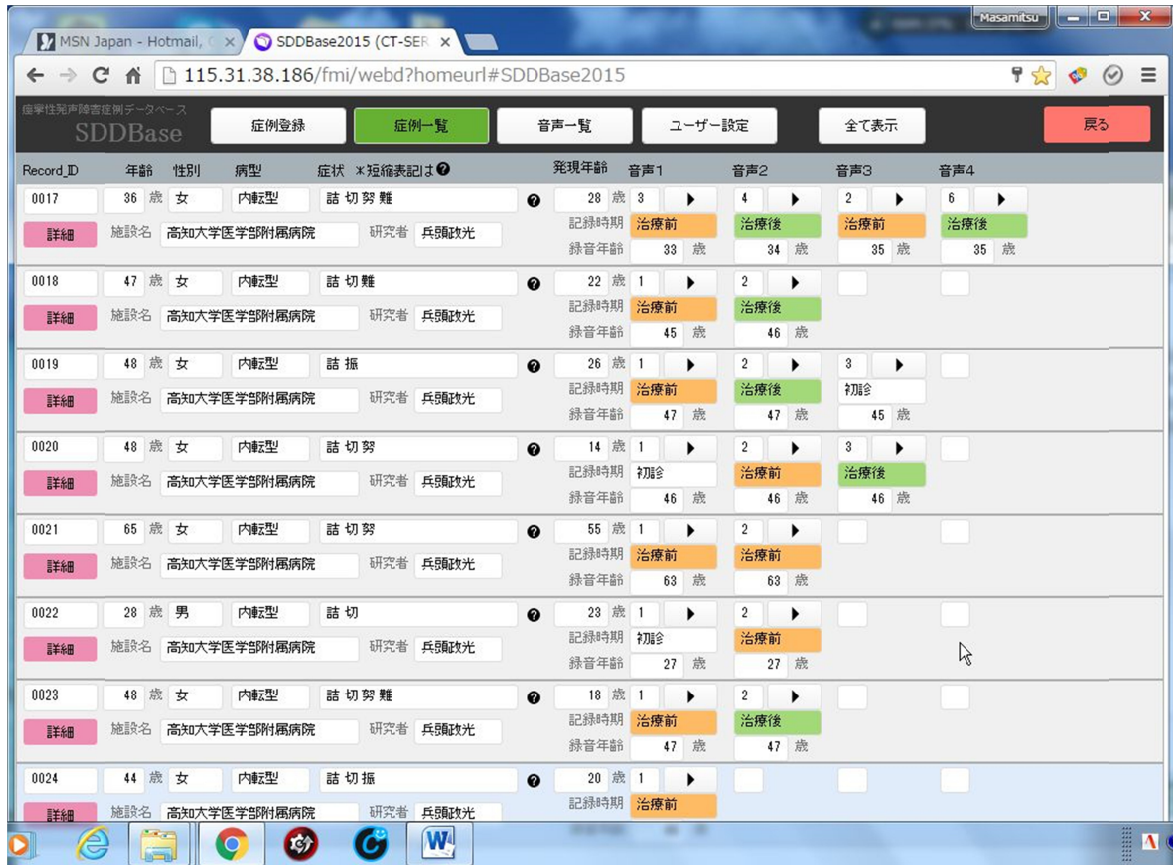 Masamitsu
MSN Japan - Hotmail,
SDDBase2015 (CT-SER
115.31.38.186/fmi/webd?homeurl#SDDBase2015
痙攣性発声障害症例データベース
SDDBase 症例登録 症例一覧 音声一覧 ユーザー設定 全て表示 戻る
Record_ID 年齢 性別 病型 症状 *短縮表記は? 発現年齢 音声1 音声2 音声3 音声4
0017 36 歳 女 内転型 詰 切 努 難 ? 28 歳 3 4 2 6
詳細 施設名 高知大学医学部附属病院 研究者 兵頭政光 記録時期 治療前 治療後 治療前 治療後
録音年齢 33 歳 34 歳 35 歳 35 歳
0018 47 歳 女 内転型 詰 切 難 ? 22 歳 1 2
詳細 施設名 高知大学医学部附属病院 研究者 兵頭政光 記録時期 治療前 治療後
録音年齢 45 歳 46 歳
0019 48 歳 女 内転型 詰 振 ? 26 歳 1 2 3
詳細 施設名 高知大学医学部附属病院 研究者 兵頭政光 記録時期 治療前 治療後 初診
録音年齢 47 歳 47 歳 45 歳
0020 48 歳 女 内転型 詰 切 努 ? 14 歳 1 2 3
詳細 施設名 高知大学医学部附属病院 研究者 兵頭政光 記録時期 初診 治療前 治療後
録音年齢 46 歳 46 歳 46 歳
0021 65 歳 女 内転型 詰 切 努 ? 55 歳 1 2
詳細 施設名 高知大学医学部附属病院 研究者 兵頭政光 記録時期 治療前 治療前
録音年齢 63 歳 63 歳
0022 28 歳 男 内転型 詰 切 ? 23 歳 1 2
詳細 施設名 高知大学医学部附属病院 研究者 兵頭政光 記録時期 初診 治療前
録音年齢 27 歳 27 歳
0023 48 歳 女 内転型 詰 切 努 難 ? 18 歳 1 2
詳細 施設名 高知大学医学部附属病院 研究者 兵頭政光 記録時期 治療前 治療後
録音年齢 47 歳 47 歳
0024 44 歳 女 内転型 詰 切 振 ? 20 歳 1
詳細 施設名 高知大学医学部附属病院 研究者 兵頭政光 記録時期 治療前
W
A